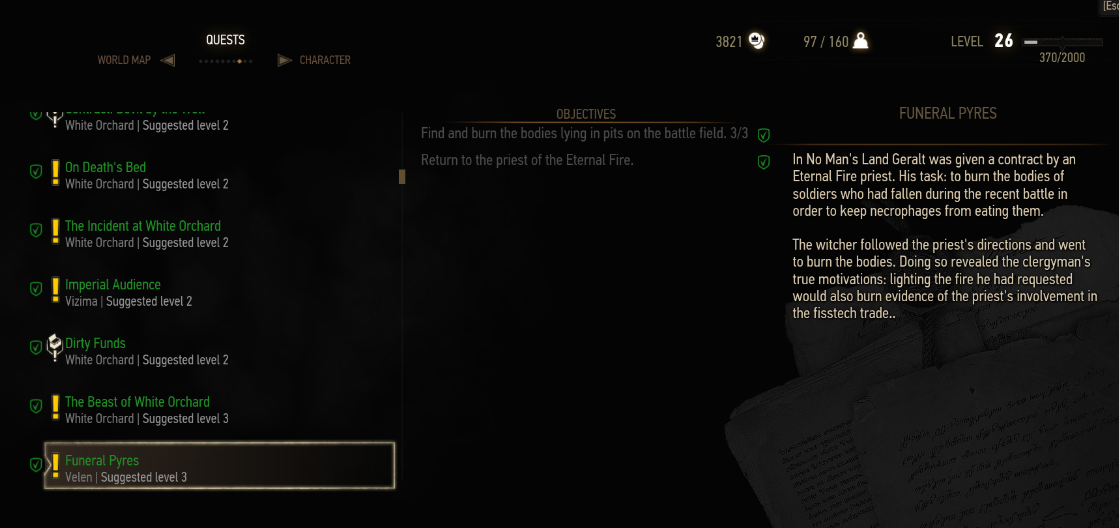 [Esc
QUESTS
WORLD MAP
CHARACTER
3821
97 / 160
LEVEL 26
370/2000
White Orchard | Suggested level 2
On Death's Bed
White Orchard | Suggested level 2
The Incident at White Orchard
White Orchard | Suggested level 2
Imperial Audience
Vizima | Suggested level 2
Dirty Funds
White Orchard | Suggested level 2
The Beast of White Orchard
White Orchard | Suggested level 3
Funeral Pyres
Velen | Suggested level 3
OBJECTIVES
Find and burn the bodies lying in pits on the battle field. 3/3
Return to the priest of the Eternal Fire.
FUNERAL PYRES
In No Man's Land Geralt was given a contract by an
Eternal Fire priest. His task: to burn the bodies of
soldiers who had fallen during the recent battle in
order to keep necrophages from eating them.
The witcher followed the priest's directions and went
to burn the bodies. Doing so revealed the clergyman's
true motivations: lighting the fire he had requested
would also burn evidence of the priest's involvement in
the fisstech trade..